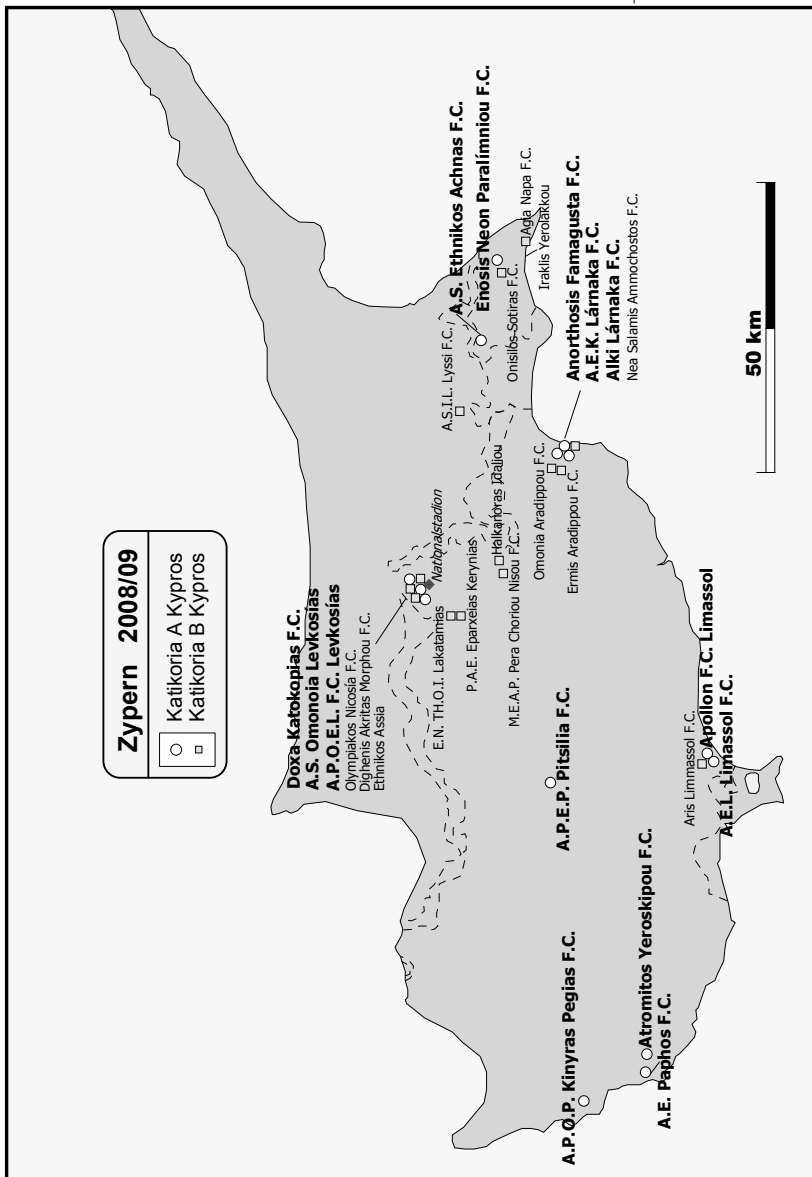 Zypern 2008/09
Katikoria A Kypros
Katikoria B Kypros
Doxa Katokopias F.C.
A.S. Omonoia Levkosías
A.P.O.E.L. F.C. Levkosías
Olympiakos Nicosía F.C.
Dighenis Akritas Morphou F.C.
Ethnikos Assia
Nationalstadion
E.N. TH.O.I. Lakatamias
P.A.E. Eparxeias Kerynias
Halkanoras Idaliou
M.E.A.P. Pera Choriou Nisou F.C.
A.S.I.L. Lyssi F.C.
A.S. Ethnikos Achnas F.C.
Enosis Neon Paralímniou F.C.
Onisilos Sotiras F.C.
Agia Napa F.C.
Iraklis Yerolakkou
Anorthosis Famagusta F.C.
A.E.K. Lárnaka F.C.
Alki Lárnaka F.C.
Nea Salamis Ammochostos F.C.
Omonia Aradippou F.C.
Ermis Aradippou F.C.
A.P.E.P. Pitsilia F.C.
Aris Limmassol F.C.
Apollon F.C. Limassol
A.E.L. Limassol F.C.
A.P.O.P. Kinyras Pegias F.C.
Atromitos Yeroskipou F.C.
A.E. Paphos F.C.
50 km